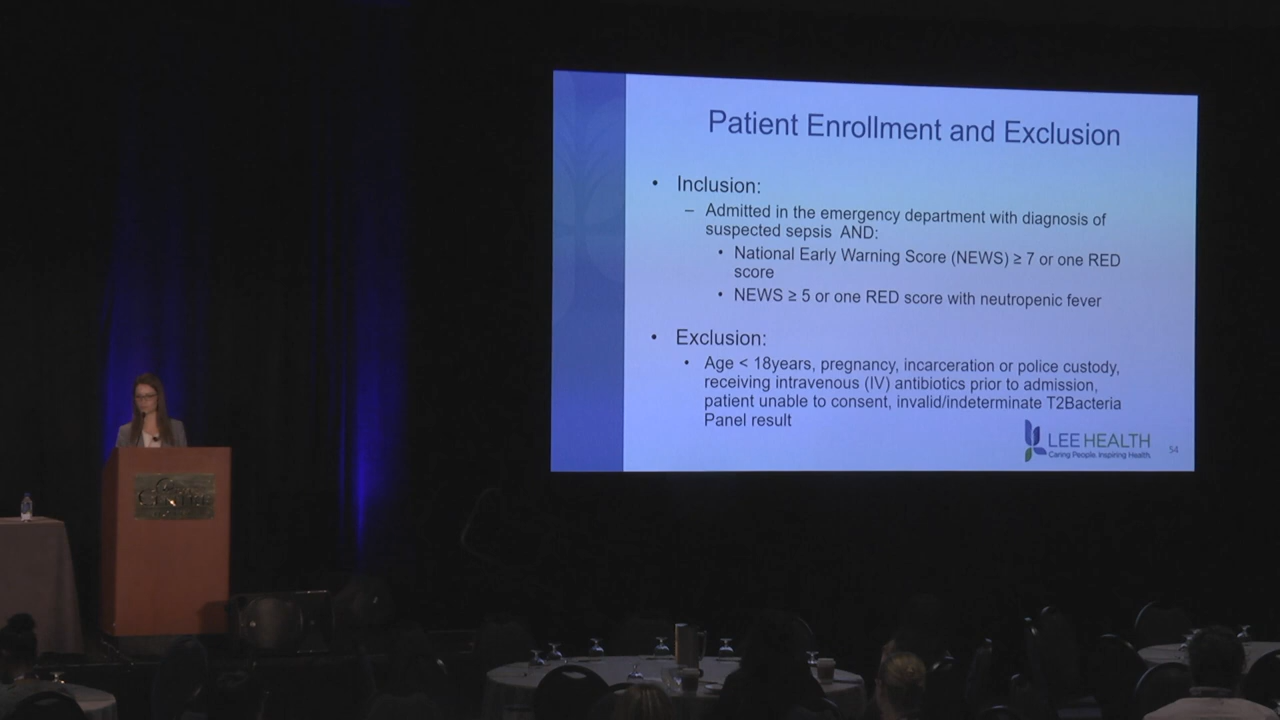 Patient Enrollment and Exclusion
• Inclusion:
– Admitted in the emergency department with diagnosis of
suspected sepsis AND:
• National Early Warning Score (NEWS) ≥ 7 or one RED
score
• NEWS ≥ 5 or one RED score with neutropenic fever
• Exclusion:
• Age < 18years, pregnancy, incarceration or police custody,
receiving intravenous (IV) antibiotics prior to admission,
patient unable to consent, invalid/indeterminate T2Bacteria
Panel result
LEE HEALTH
Caring People. Inspiring Health.
54
CENTRE